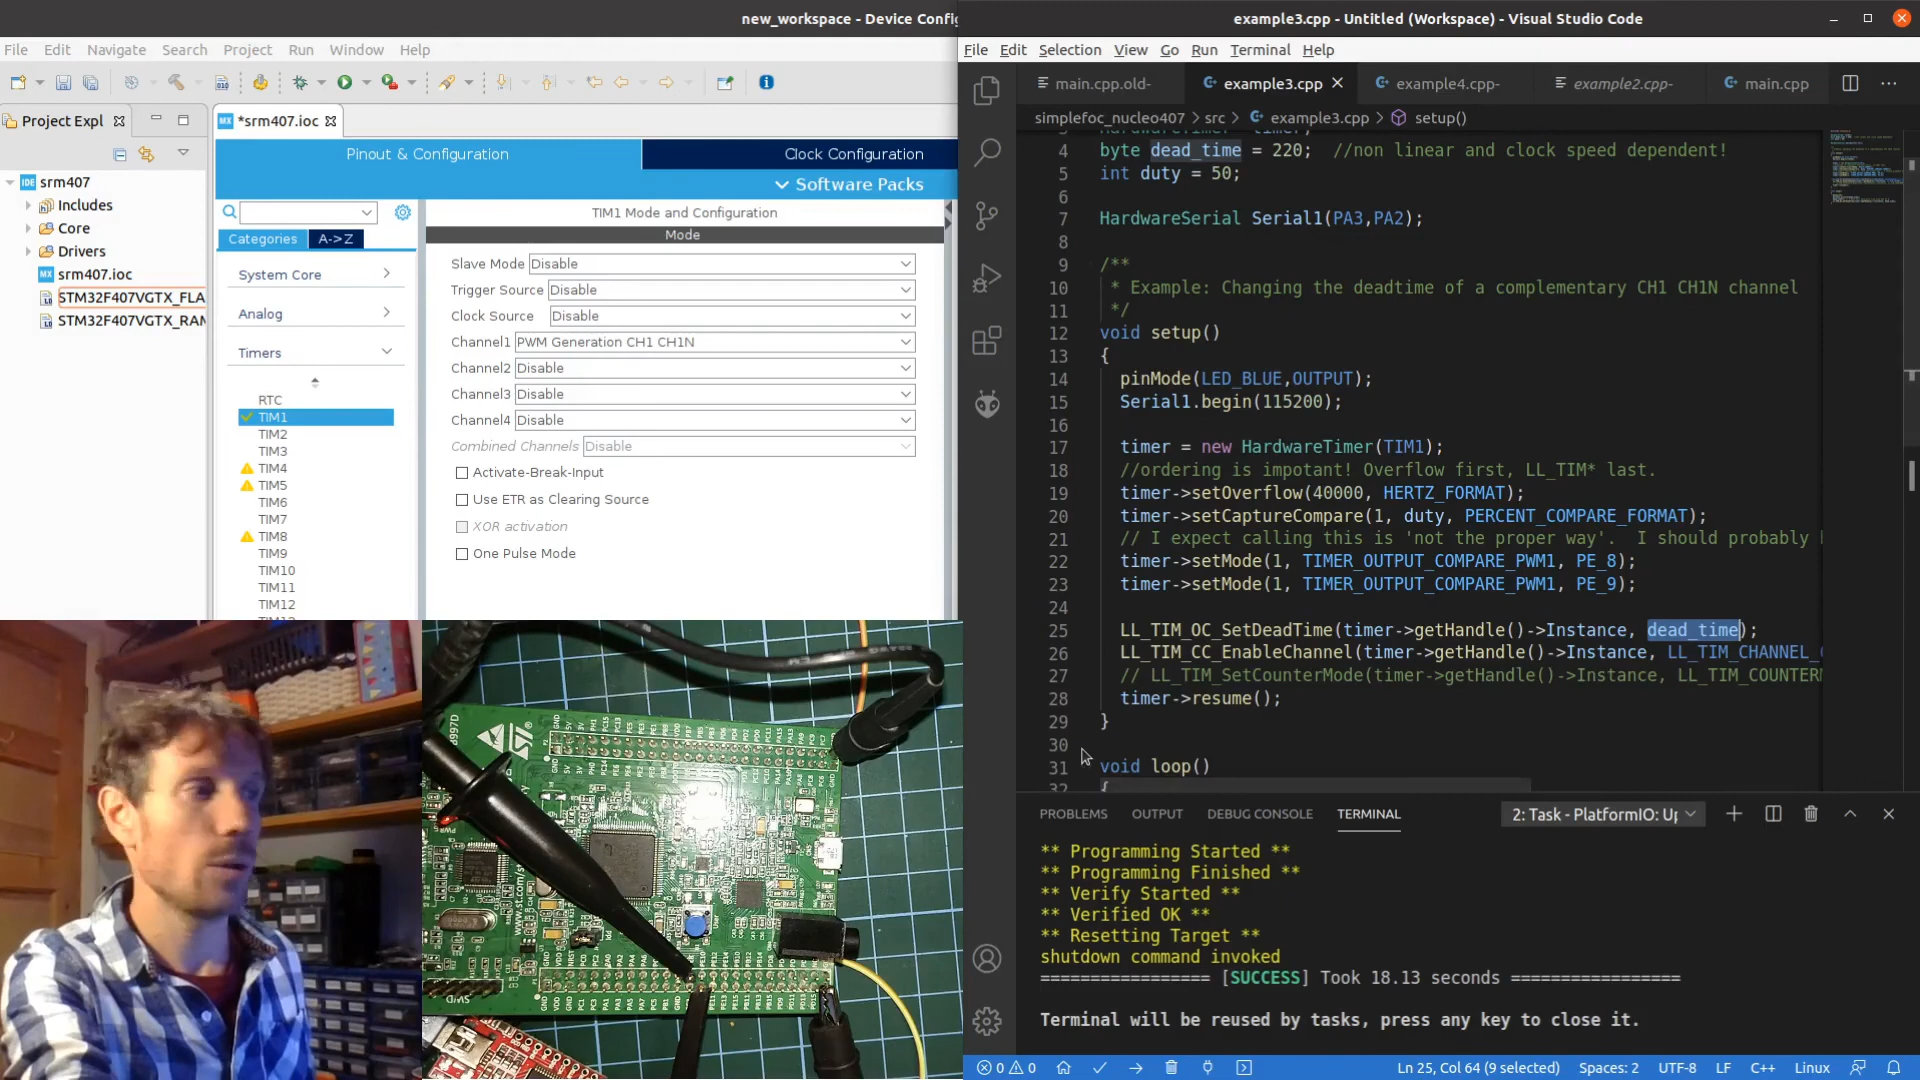 new_workspace - Device Confi
File Edit Navigate Search Project Run Window Help
Project Expl
srm407
Includes
Core
Drivers
srm407.ioc
STM32F407VGTX_FLA
STM32F407VGTX_RAM
*srm407.ioc
Pinout & Configuration
Clock Configuration
Software Packs
Categories
A->Z
System Core
Analog
Timers
RTC
TIM1
TIM2
TIM3
TIM4
TIM5
TIM6
TIM7
TIM8
TIM9
TIM10
TIM11
TIM12
TIM1 Mode and Configuration
Mode
Slave Mode Disable
Trigger Source Disable
Clock Source Disable
Channel1 PWM Generation CH1 CH1N
Channel2 Disable
Channel3 Disable
Channel4 Disable
Combined Channels Disable
Activate-Break-Input
Use ETR as Clearing Source
XOR activation
One Pulse Mode
example3.cpp - Untitled (Workspace) - Visual Studio Code
File Edit Selection View Go Run Terminal Help
main.cpp.old- example3.cpp example4.cpp- example2.cpp- main.cpp
simplefoc_nucleo407 > src > example3.cpp > setup()
4 byte dead_time = 220; //non linear and clock speed dependent!
5 int duty = 50;
6
7 HardwareSerial Serial1(PA3,PA2);
8
9 /**
10 * Example: Changing the deadtime of a complementary CH1 CH1N channel
11 */
12 void setup()
13 {
14 pinMode(LED_BLUE,OUTPUT);
15 Serial1.begin(115200);
16
17 timer = new HardwareTimer(TIM1);
18 //ordering is impotant! Overflow first, LL_TIM* last.
19 timer->setOverflow(40000, HERTZ_FORMAT);
20 timer->setCaptureCompare(1, duty, PERCENT_COMPARE_FORMAT);
21 // I expect calling this is 'not the proper way'. I should probably
22 timer->setMode(1, TIMER_OUTPUT_COMPARE_PWM1, PE_8);
23 timer->setMode(1, TIMER_OUTPUT_COMPARE_PWM1, PE_9);
24
25 LL_TIM_OC_SetDeadTime(timer->getHandle()->Instance, dead_time);
26 LL_TIM_CC_EnableChannel(timer->getHandle()->Instance, LL_TIM_CHANNEL_
27 // LL_TIM_SetCounterMode(timer->getHandle()->Instance, LL_TIM_COUNTER
28 timer->resume();
29 }
30
31 void loop()
32 {
PROBLEMS OUTPUT DEBUG CONSOLE TERMINAL 2: Task - PlatformIO: Up
** Programming Started **
** Programming Finished **
** Verify Started **
** Verified OK **
** Resetting Target **
shutdown command invoked
================= [SUCCESS] Took 18.13 seconds =================
Terminal will be reused by tasks, press any key to close it.
0 0 Ln 25, Col 64 (9 selected) Spaces: 2 UTF-8 LF C++ Linux
SWD